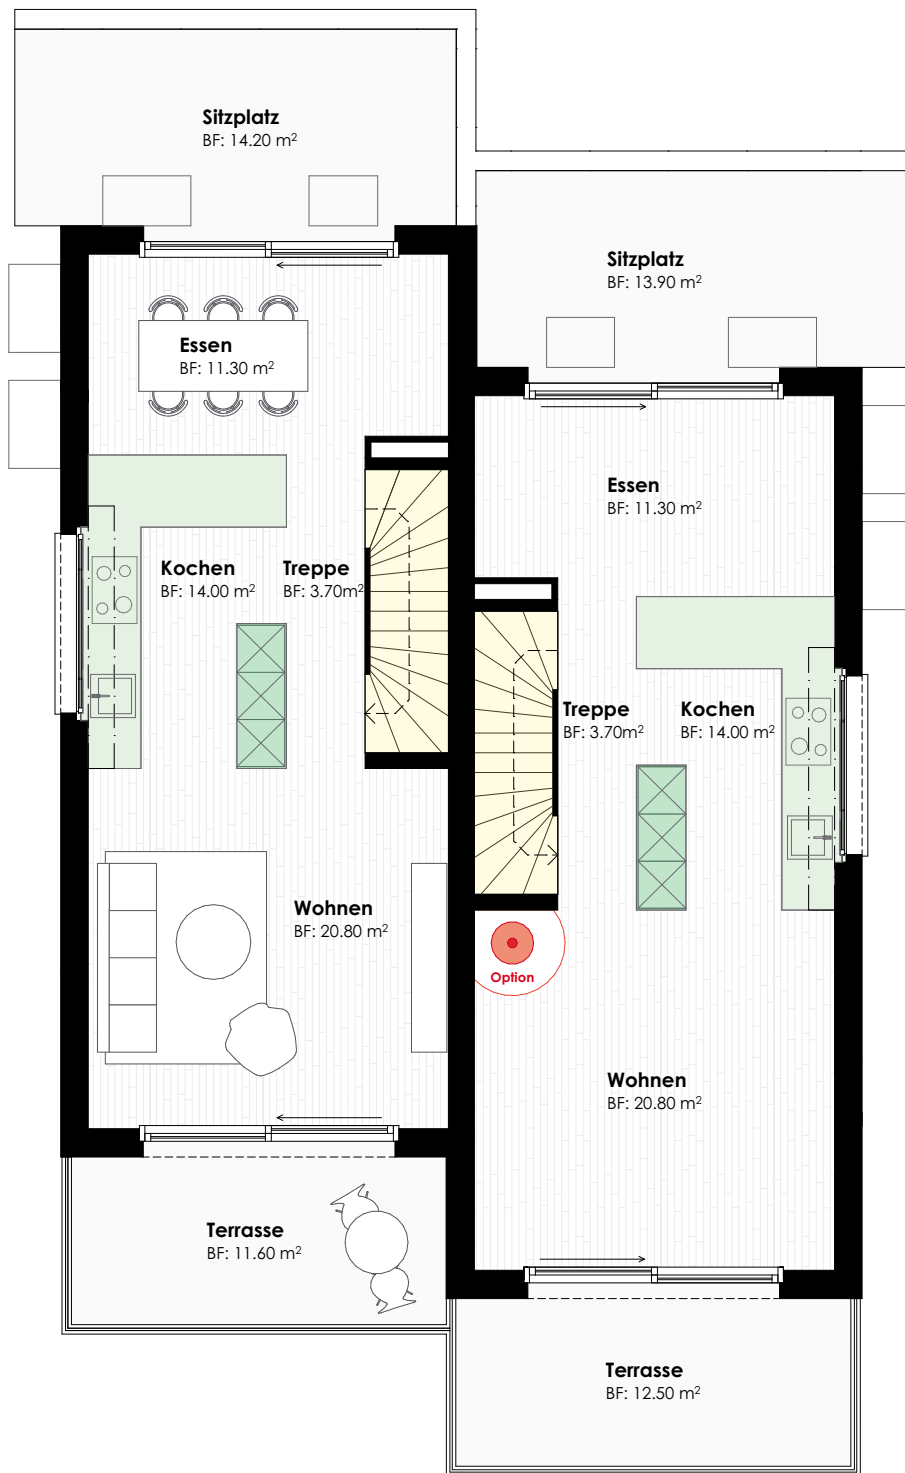 Sitzplatz
BF: 14.20 m²
Sitzplatz
BF: 13.90 m²
Essen
BF: 11.30 m²
Essen
BF: 11.30 m²
Kochen
BF: 14.00 m²
Treppe
BF: 3.70m²
Treppe
BF: 3.70m²
Kochen
BF: 14.00 m²
Wohnen
BF: 20.80 m²
Option
Wohnen
BF: 20.80 m²
Terrasse
BF: 11.60 m²
Terrasse
BF: 12.50 m²